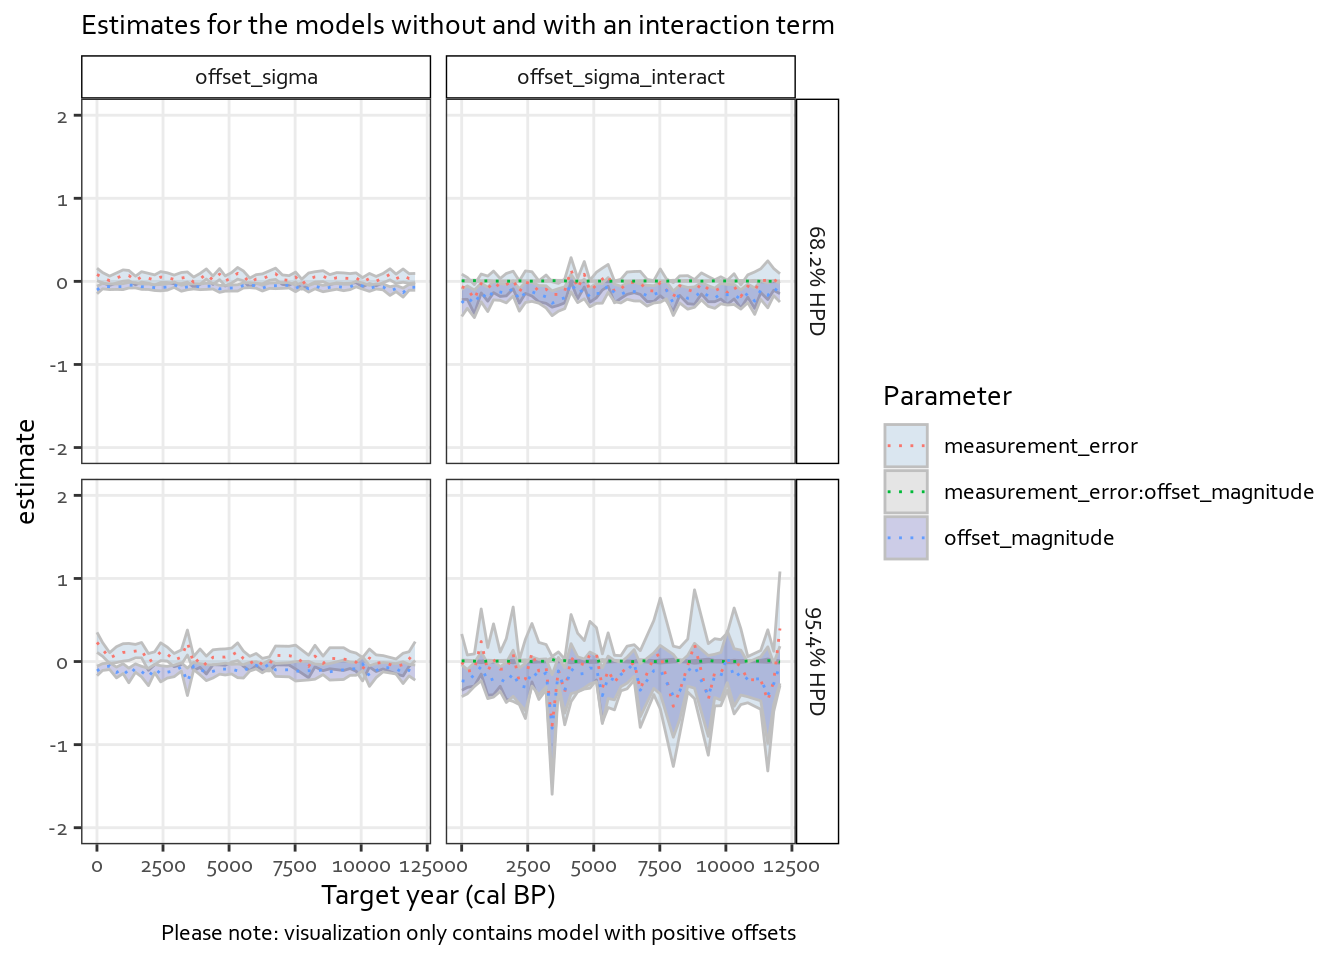 Estimates for the models without and with an interaction term
offset_sigma
offset_sigma_interact
2
1
0
-1
-2
68.2% HPD
2
1
0
-1
-2
95.4% HPD
estimate
0 2500 5000 7500 10000 12500
0 2500 5000 7500 10000 12500
Target year (cal BP)
Please note: visualization only contains model with positive offsets
Parameter
measurement_error
measurement_error:offset_magnitude
offset_magnitude